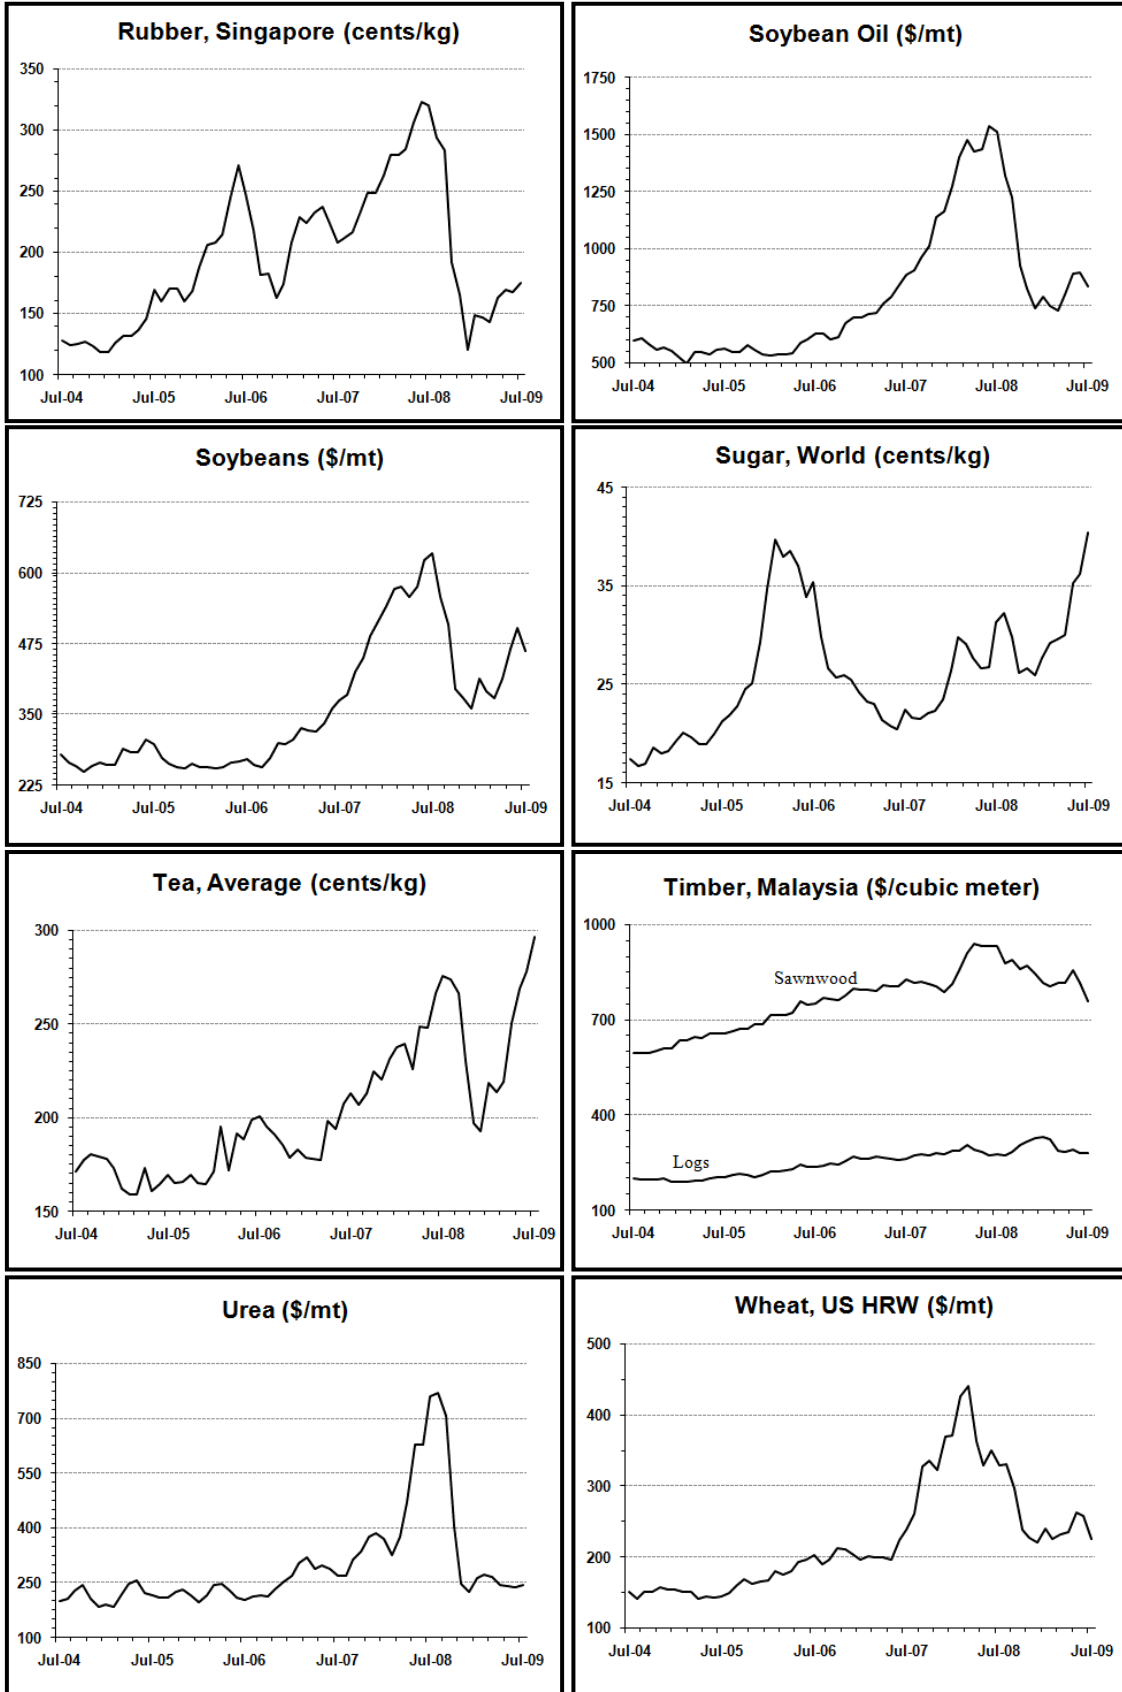 Rubber, Singapore (cents/kg)
350
300
250
200
150
100
Jul-04 Jul-05 Jul-06 Jul-07 Jul-08 Jul-09
Soybean Oil ($/mt)
1750
1500
1250
1000
750
500
Jul-04 Jul-05 Jul-06 Jul-07 Jul-08 Jul-09
Soybeans ($/mt)
725
600
475
350
225
Jul-04 Jul-05 Jul-06 Jul-07 Jul-08 Jul-09
Sugar, World (cents/kg)
45
35
25
15
Jul-04 Jul-05 Jul-06 Jul-07 Jul-08 Jul-09
Tea, Average (cents/kg)
300
250
200
150
Jul-04 Jul-05 Jul-06 Jul-07 Jul-08 Jul-09
Timber, Malaysia ($/cubic meter)
1000
Sawnwood
700
400
Logs
100
Jul-04 Jul-05 Jul-06 Jul-07 Jul-08 Jul-09
Urea ($/mt)
850
700
550
400
250
100
Jul-04 Jul-05 Jul-06 Jul-07 Jul-08 Jul-09
Wheat, US HRW ($/mt)
500
400
300
200
100
Jul-04 Jul-05 Jul-06 Jul-07 Jul-08 Jul-09